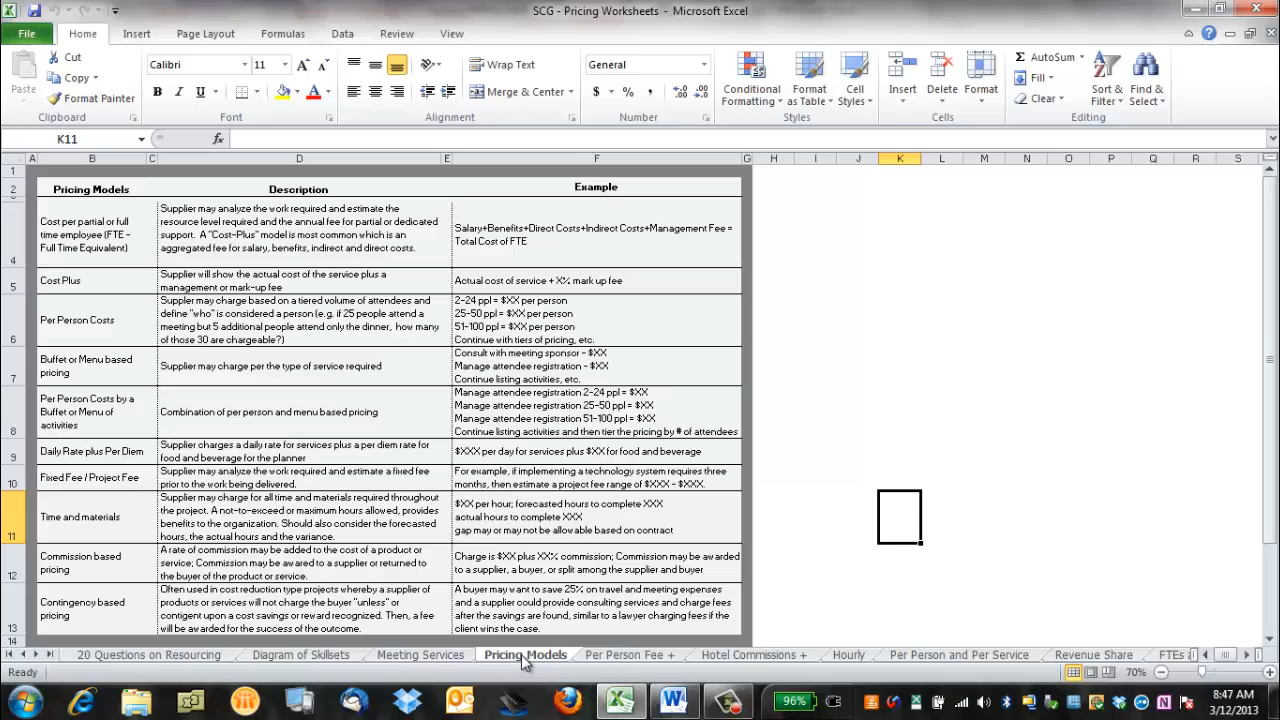 SCG - Pricing Worksheets - Microsoft Excel
File Home Insert Page Layout Formulas Data Review View
Cut
Copy
Format Painter
Paste
Clipboard
Calibri 11
B I U
Font
Wrap Text
Merge & Center
Alignment
General
$ % ,
Number
Conditional Formatting
Format as Table
Cell Styles
Styles
Insert Delete Format
Cells
AutoSum
Fill
Clear
Sort & Filter
Find & Select
Editing
K11 fx
A B C D E F G H I J K L M N O P Q R S
1
2 Pricing Models Description Example
4
Cost per partial or full
time employee (FTE -
Full Time Equivalent)
Supplier may analyze the work required and estimate the
resource level required and the annual fee for partial or dedicated
support. A "Cost-Plus" model is most common which is an
aggregated fee for salary, benefits, indirect and direct costs.
Salary+Benefits+Direct Costs+Indirect Costs+Management Fee =
Total Cost of FTE
5
Cost Plus
Supplier will show the actual cost of the service plus a
management or mark-up fee
Actual cost of service + X% mark up fee
6
Per Person Costs
Supplier may charge based on a tiered volume of attendees and
define "who" is considered a person (e.g. if 25 people attend a
meeting but 5 additional people attend only the dinner, how many
of those 30 are chargeable?)
2-24 ppl = $XX per person
25-50 ppl = $XX per person
51-100 ppl = $XX per person
Continue with tiers of pricing, etc.
7
Buffet or Menu based
pricing
Supplier may charge per the type of service required
Consult with meeting sponsor - $XX
Manage attendee registration - $XX
Continue listing activities, etc.
8
Per Person Costs by a
Buffet or Menu of
activities
Combination of per person and menu based pricing
Manage attendee registration 2-24 ppl = $XX
Manage attendee registration 25-50 ppl = $XX
Manage attendee registration 51-100 ppl = $XX
Continue listing activities and then tier the pricing by # of attendees
9
Daily Rate plus Per Diem
Supplier charges a daily rate for services plus a per diem rate for
food and beverage for the planner
$XXX per day for services plus $XX for food and beverage
10
Fixed Fee / Project Fee
Supplier may analyze the work required and estimate a fixed fee
prior to the work being delivered.
For example, if implementing a technology system requires three
months, then estimate a project fee range of $XXX - $XXX.
11
Time and materials
Supplier may charge for all time and materials required throughout
the project. A not-to-exceed or maximum hours allowed, provides
benefits to the organization. Should also consider the forecasted
hours, the actual hours and the variance.
$XX per hour; forecasted hours to complete XXX
actual hours to complete XXX
gap may or may not be allowable based on contract
12
Commission based
pricing
A rate of commission may be added to the cost of a product or
service; Commission may be awared to a supplier or returned to
the buyer of the product or service.
Charge is $XX plus XX% commission; Commission may be awarded
to a supplier, a buyer, or split among the supplier and buyer
13
Contingency based
pricing
Often used in cost reduction type projects whereby a supplier of
products or services will not charge the buyer "unless" or
contigent upon a cost savings or reward recognized. Then, a fee
will be awarded for the success of the outcome.
A buyer may want to save 25% on travel and meeting expenses
and a supplier could provide consulting services and charge fees
after the savings are found, similar to a lawyer charging fees if the
client wins the case.
14
20 Questions on Resourcing Diagram of Skillsets Meeting Services Pricing Models Per Person Fee + Hotel Commissions + Hourly Per Person and Per Service Revenue Share FTEs
Ready 70%
96%
8:47 AM
3/12/2013